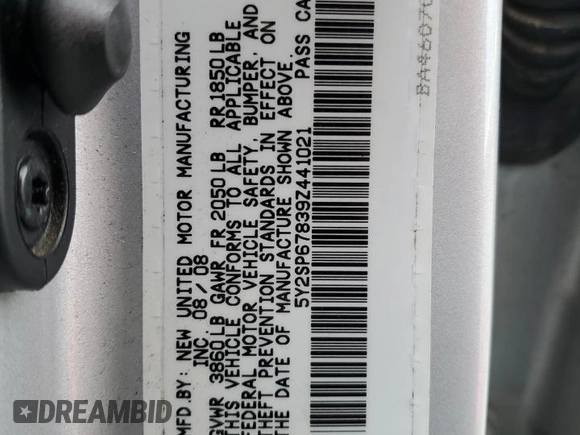 MFD.BY: NEW UNITED MOTOR MANUFACTURING
INC. 08/08
GVWR 3860LB GAWR FR 2050LB RR 1850LB
THIS VEHICLE CONFORMS TO ALL APPLICABLE
FEDERAL MOTOR VEHICLE SAFETY, BUMPER, AND
THEFT PREVENTION STANDARDS IN EFFECT ON
THE DATE OF MANUFACTURE SHOWN ABOVE.
5Y2SP67839Z441021 PASS CA
DREAMBID